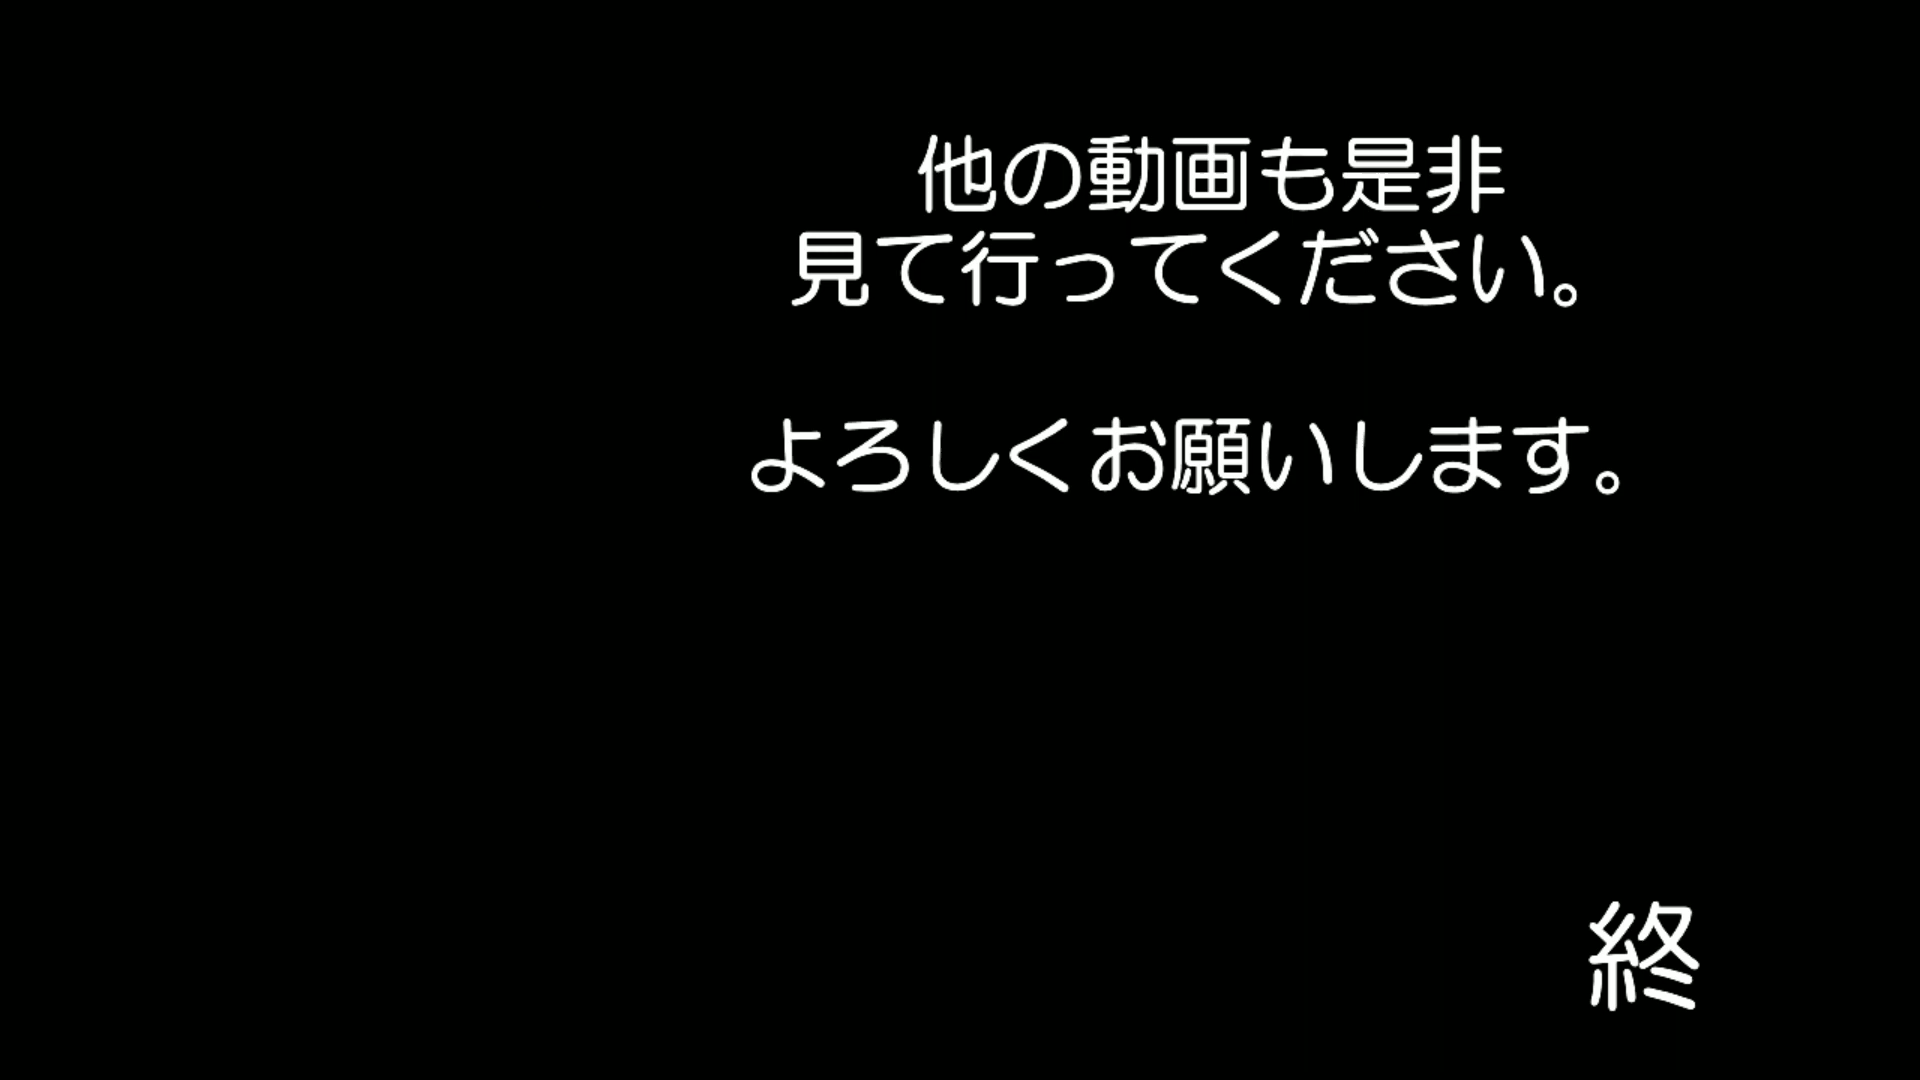 他の動画も是非
見て行ってください。
よろしくお願いします。
終